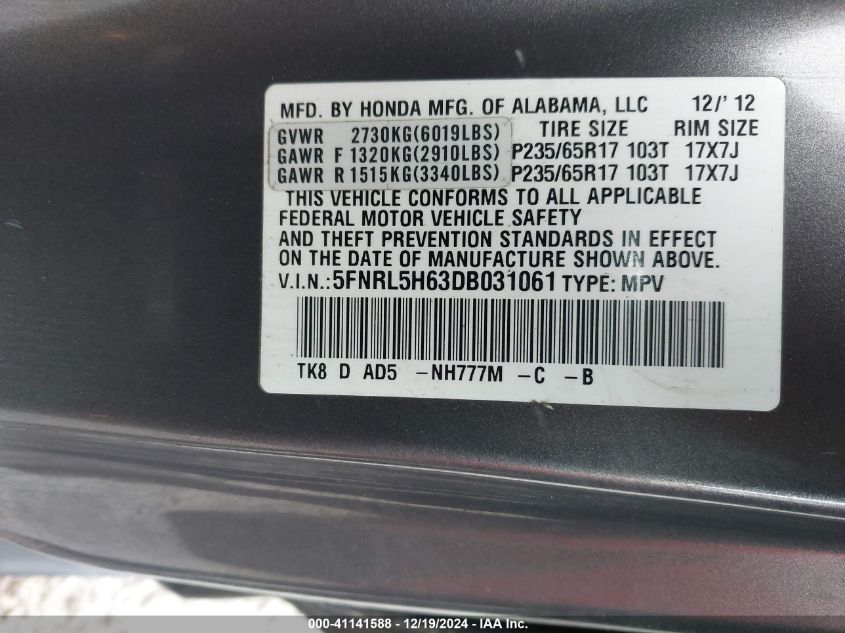 MFD. BY HONDA MFG. OF ALABAMA, LLC 12/'12
GVWR 2730KG(6019LBS) TIRE SIZE RIM SIZE
GAWR F 1320KG(2910LBS) P235/65R17 103T 17X7J
GAWR R 1515KG(3340LBS) P235/65R17 103T 17X7J
THIS VEHICLE CONFORMS TO ALL APPLICABLE
FEDERAL MOTOR VEHICLE SAFETY
AND THEFT PREVENTION STANDARDS IN EFFECT
ON THE DATE OF MANUFACTURE SHOWN ABOVE.
V.I.N.:5FNRL5H63DB031061 TYPE: MPV
TK8 D AD5 -NH777M -C -B
000-41141588 - 12/19/2024 - IAA Inc.